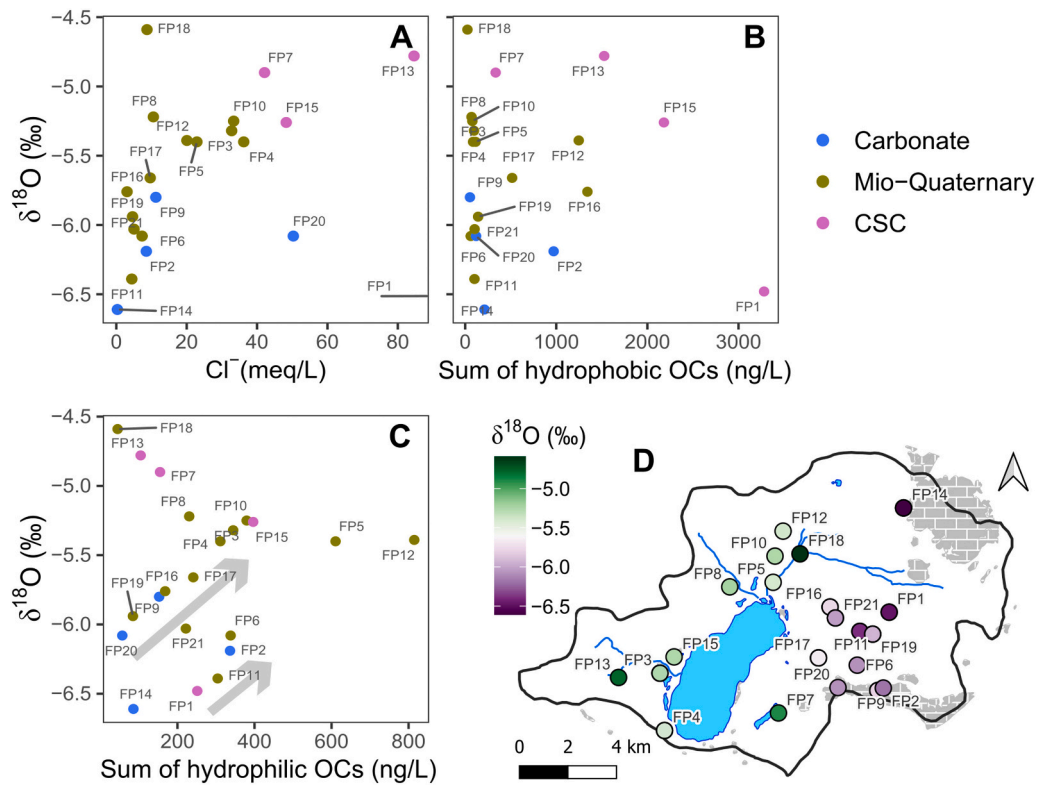 A
−4.5
−5.0
−5.5
−6.0
−6.5
δ18O (‰)
FP18
FP7
FP13
FP8
FP10
FP15
FP12
FP3
FP4
FP17
FP5
FP16
FP19
FP9
FP21
FP20
FP6
FP2
FP11
FP1
FP14
0 20 40 60 80
Cl−(meq/L)
B
FP18
FP7
FP13
FP8
FP10
FP15
FP3
FP5
FP4
FP17
FP12
FP9
FP16
FP19
FP21
FP6
FP20
FP2
FP11
FP1
FP14
0 1000 2000 3000
Sum of hydrophobic OCs (ng/L)
Carbonate
Mio−Quaternary
CSC
C
−4.5
−5.0
−5.5
−6.0
−6.5
δ18O (‰)
FP18
FP13
FP7
FP8
FP10
FP3
FP15
FP5
FP4
FP12
FP19
FP16
FP17
FP9
FP20
FP21
FP6
FP2
FP11
FP14
FP1
200 400 600 800
Sum of hydrophilic OCs (ng/L)
δ18O (‰)
−5.0
−5.5
−6.0
−6.5
D
FP14
FP12
FP10
FP18
FP5
FP8
FP16
FP21
FP1
FP15
FP17
FP11
FP19
FP13
FP3
FP20
FP6
FP7
FP9
FP2
FP4
0 2 4 km